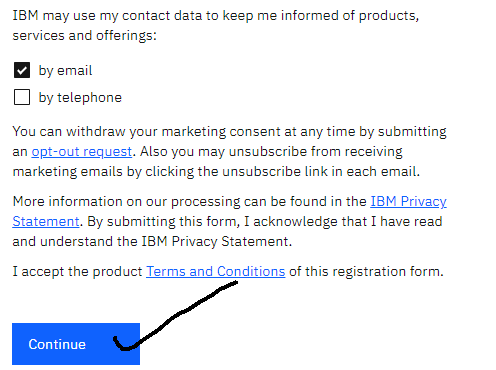 IBM may use my contact data to keep me informed of products,
services and offerings:
by email
by telephone
You can withdraw your marketing consent at any time by submitting
an opt-out request. Also you may unsubscribe from receiving
marketing emails by clicking the unsubscribe link in each email.
More information on our processing can be found in the IBM Privacy
Statement. By submitting this form, I acknowledge that I have read
and understand the IBM Privacy Statement.
I accept the product Terms and Conditions of this registration form.
Continue